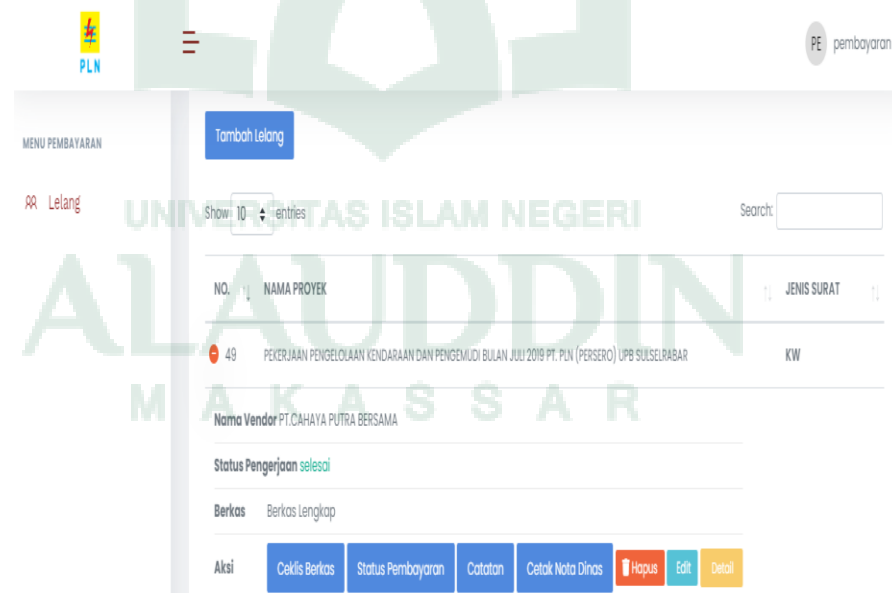 PLN
PE pembayaran
MENU PEMBAYARAN
Lelang
Tambah Lelang
Show 10 entries
Search:
UNIVERSITAS ISLAM NEGERI
ALAUDDIN
MAKASSAR
NO. NAMA PROYEK JENIS SURAT
49 PEKERJAAN PENGELOLAAN KENDARAAN DAN PENGEMUDI BULAN JULI 2019 PT. PLN (PERSERO) UPB SULSELRABAR KW
Nama Vendor PT.CAHAYA PUTRA BERSAMA
Status Pengerjaan selesai
Berkas Berkas Lengkap
Aksi Ceklis Berkas Status Pembayaran Catatan Cetak Nota Dinas Hapus Edit Detail